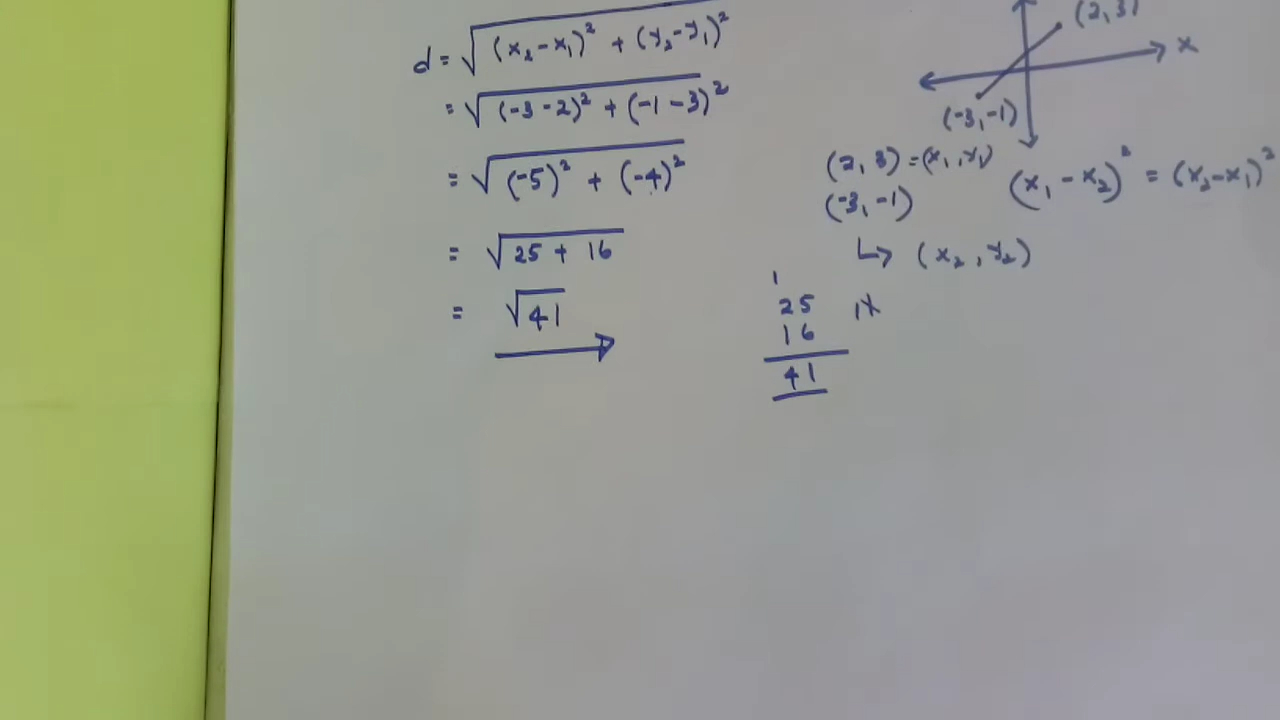 d = √(x₂ - x₁)² + (y₂ - y₁)²
= √(-3 - 2)² + (-1 - 3)²
= √(-5)² + (-4)²
= √25 + 16
= √41
(2, 3)
x
(-3, -1)
(2, 3) = (x₁, y₁)
(-3, -1)
↳ (x₂, y₂)
(x₁ - x₂)² = (x₂ - x₁)²
1
25
16
41